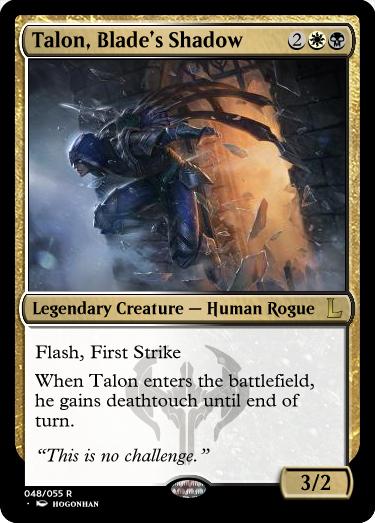 Talon, Blade's Shadow 2
Legendary Creature — Human Rogue L
Flash, First Strike
When Talon enters the battlefield,
he gains deathtouch until end of
turn.
"This is no challenge."
3/2
048/055 R
· HOGONHAN